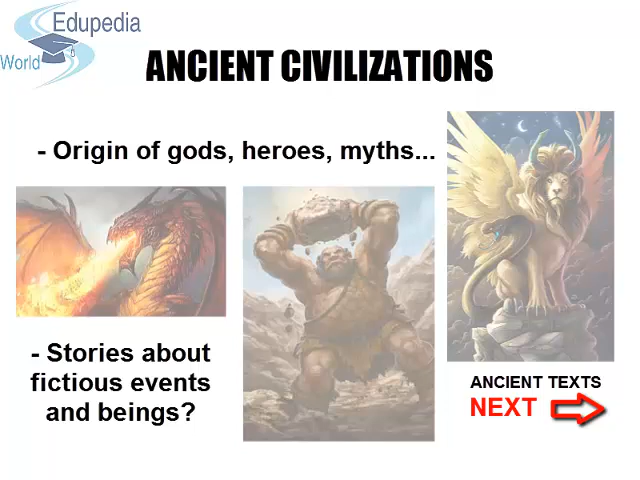 Edupedia
World
ANCIENT CIVILIZATIONS
- Origin of gods, heroes, myths...
- Stories about
fictious events
and beings?
ANCIENT TEXTS
NEXT